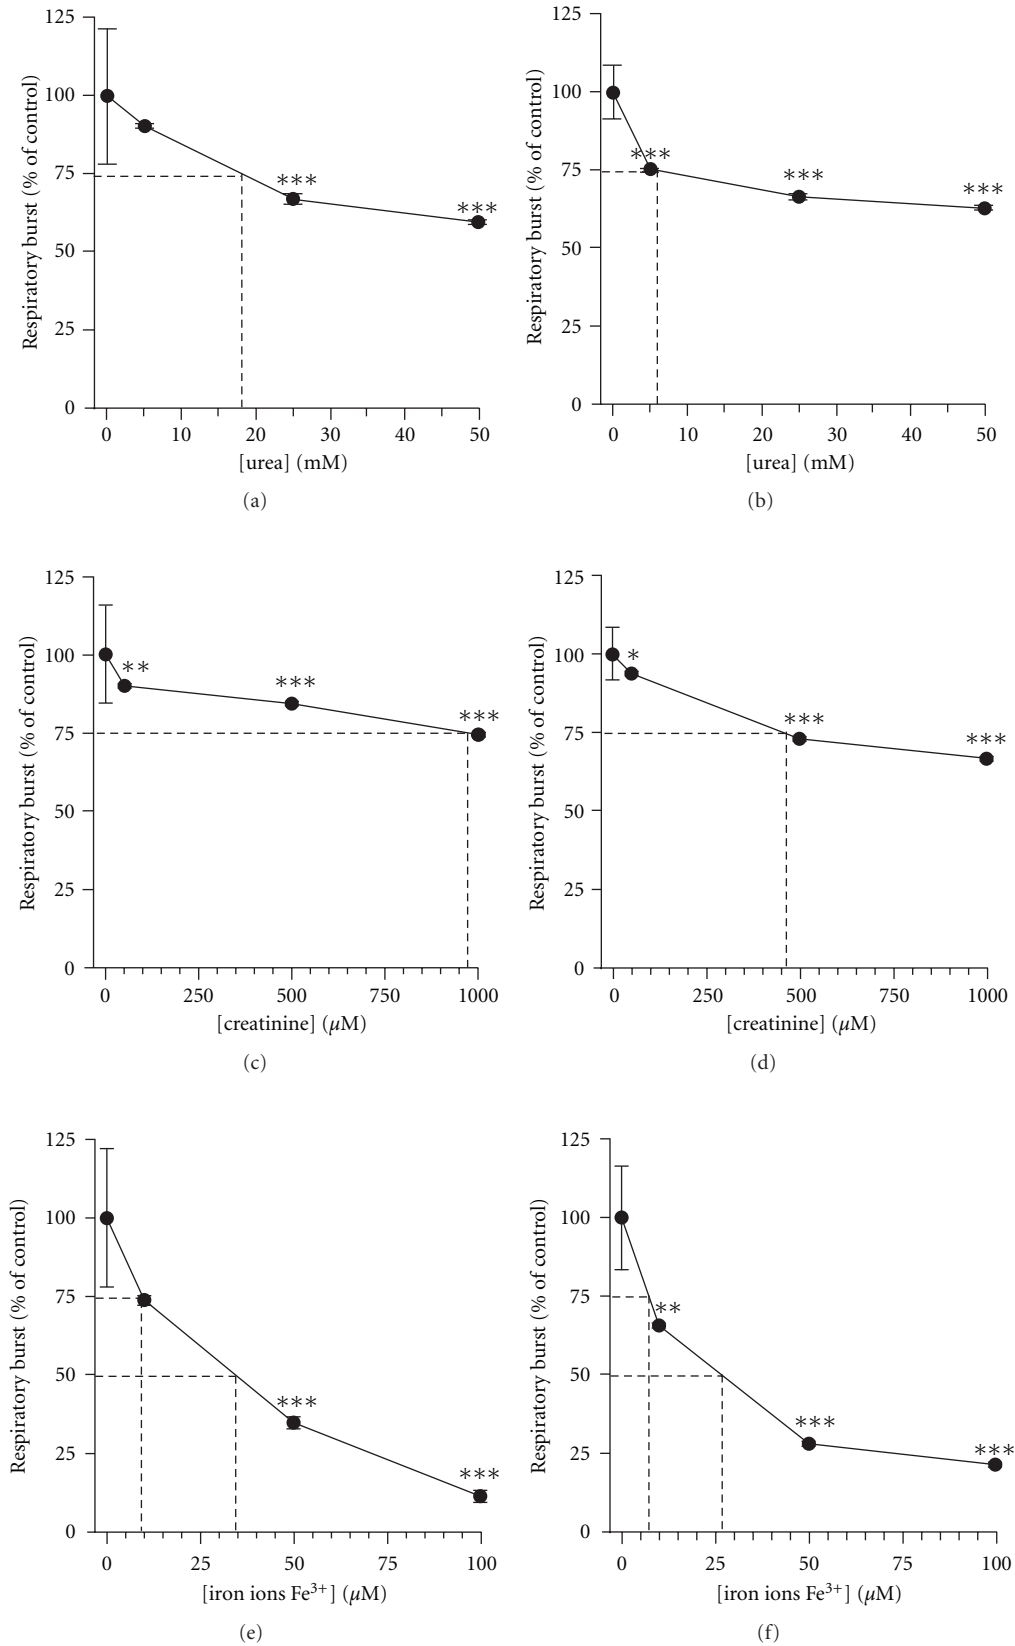 125
100
75
50
25
0
Respiratory burst (% of control)
***
***
0 10 20 30 40 50
[urea] (mM)
(a)
125
100
75
50
25
0
Respiratory burst (% of control)
***
***
***
0 10 20 30 40 50
[urea] (mM)
(b)
125
100
75
50
25
0
Respiratory burst (% of control)
**
***
***
0 250 500 750 1000
[creatinine] (μM)
(c)
125
100
75
50
25
0
Respiratory burst (% of control)
*
***
***
0 250 500 750 1000
[creatinine] (μM)
(d)
125
100
75
50
25
0
Respiratory burst (% of control)
***
***
0 25 50 75 100
[iron ions Fe³⁺] (μM)
(e)
125
100
75
50
25
0
Respiratory burst (% of control)
**
***
***
0 25 50 75 100
[iron ions Fe³⁺] (μM)
(f)